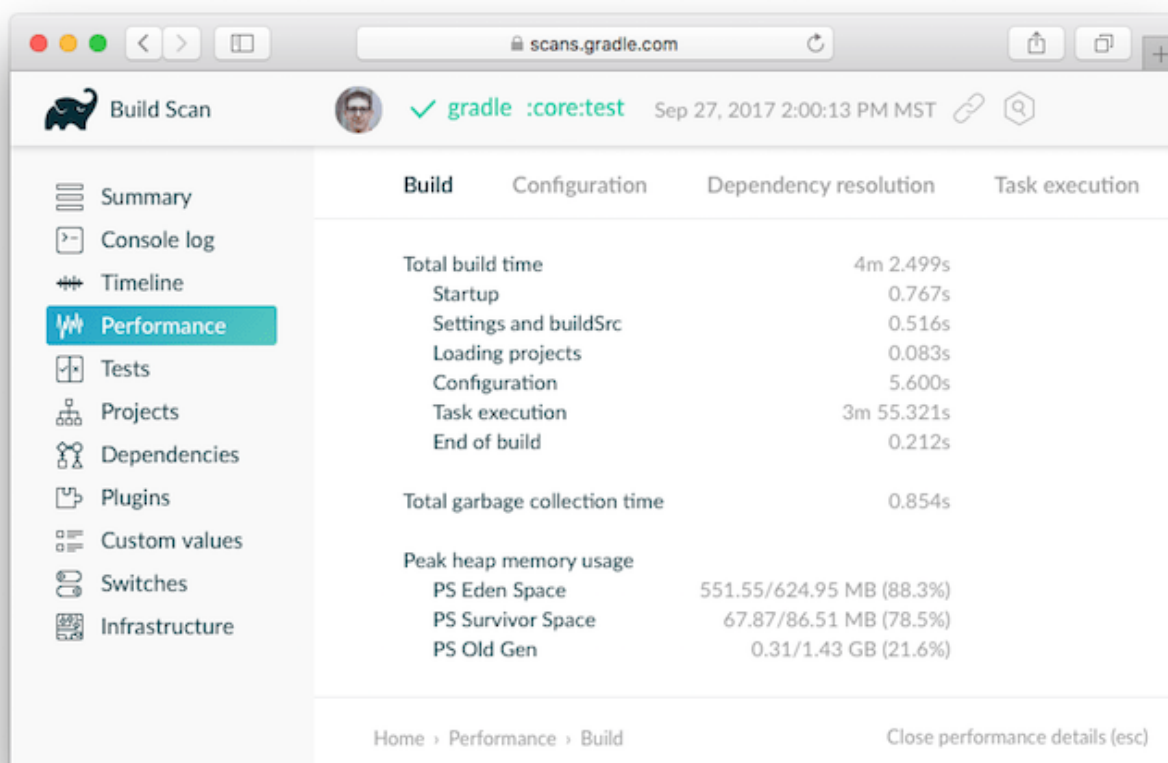 scans.gradle.com
Build Scan
gradle :core:test Sep 27, 2017 2:00:13 PM MST
Summary
Console log
Timeline
Performance
Tests
Projects
Dependencies
Plugins
Custom values
Switches
Infrastructure
Build Configuration Dependency resolution Task execution
Total build time 4m 2.499s
Startup 0.767s
Settings and buildSrc 0.516s
Loading projects 0.083s
Configuration 5.600s
Task execution 3m 55.321s
End of build 0.212s
Total garbage collection time 0.854s
Peak heap memory usage
PS Eden Space 551.55/624.95 MB (88.3%)
PS Survivor Space 67.87/86.51 MB (78.5%)
PS Old Gen 0.31/1.43 GB (21.6%)
Home › Performance › Build Close performance details (esc)